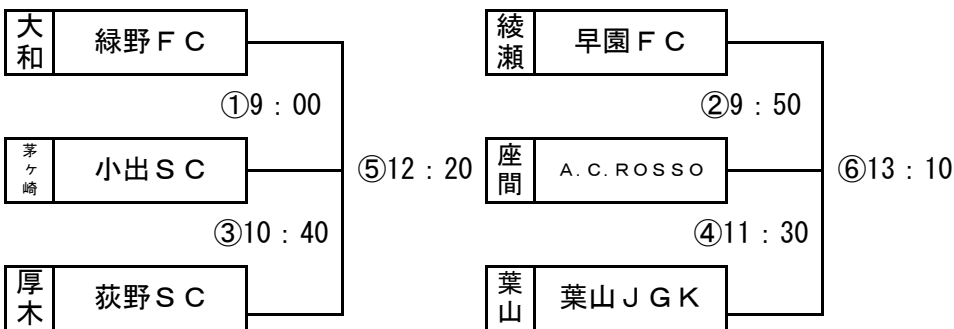 大和 緑野ＦＣ
綾瀬 早園ＦＣ
①9：00
②9：50
茅ヶ崎 小出ＳＣ
⑤12：20
座間 Ａ.Ｃ.ＲＯＳＳＯ
⑥13：10
③10：40
④11：30
厚木 荻野ＳＣ
葉山 葉山ＪＧＫ